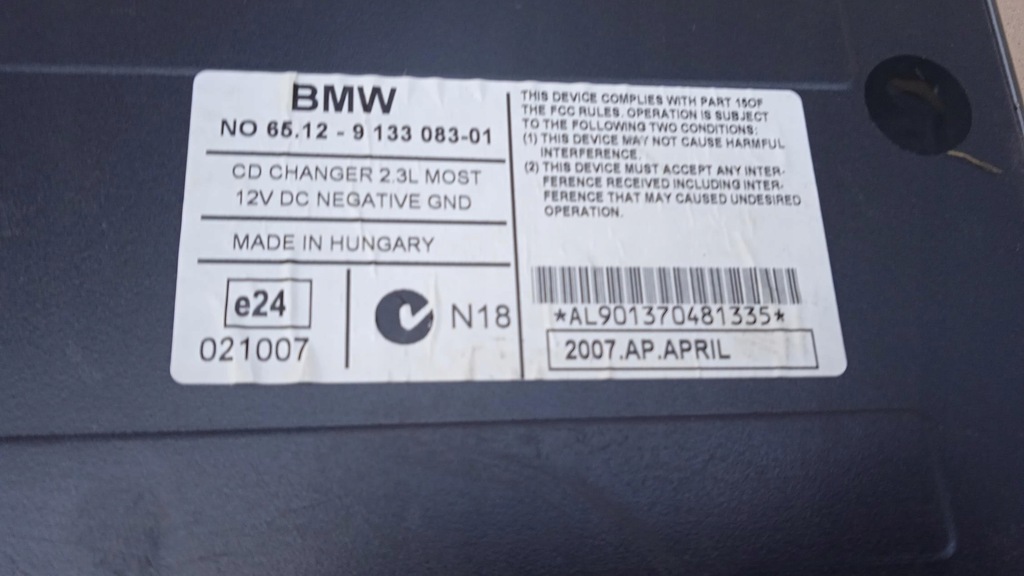 BMW
NO 65.12 - 9 133 083-01
CD CHANGER 2.3L MOST
12V DC NEGATIVE GND
MADE IN HUNGARY
e24
021007
N18
THIS DEVICE COMPLIES WITH PART 15OF
THE FCC RULES. OPERATION IS SUBJECT
TO THE FOLLOWING TWO CONDITIONS:
(1) THIS DEVICE MAY NOT CAUSE HARMFUL
INTERFERENCE.
(2) THIS DEVICE MUST ACCEPT ANY INTER-
FERENCE RECEIVED INCLUDING INTER-
FERENCE THAT MAY CAUSED UNDESIRED
OPERATION.
*AL901370481335*
2007.AP.APRIL